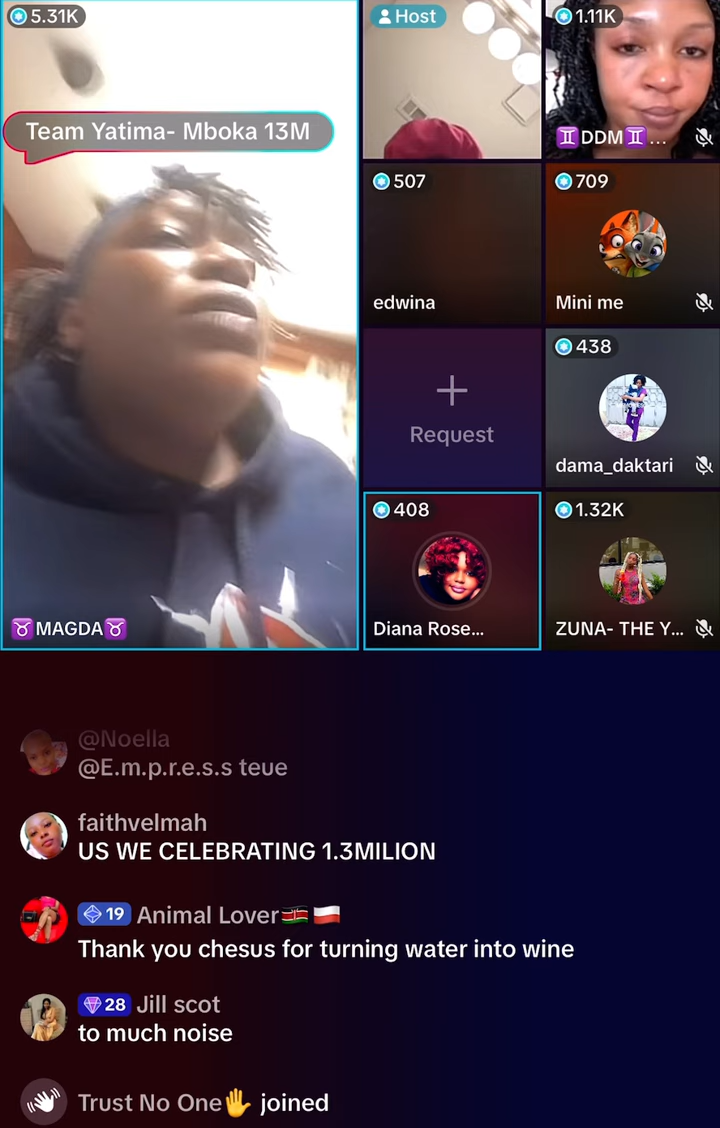 5.31K
Team Yatima- Mboka 13M
♉MAGDA♉
Host
1.11K
♊DDM♊...
507
edwina
709
Mini me
Request
438
dama_daktari
408
Diana Rose...
1.32K
ZUNA- THE Y...
@Noella
@E.m.p.r.e.s.s teue
faithvelmah
US WE CELEBRATING 1.3MILION
19 Animal Lover🇰🇪🇵🇱
Thank you chesus for turning water into wine
28 Jill scot
to much noise
Trust No One🤚 joined